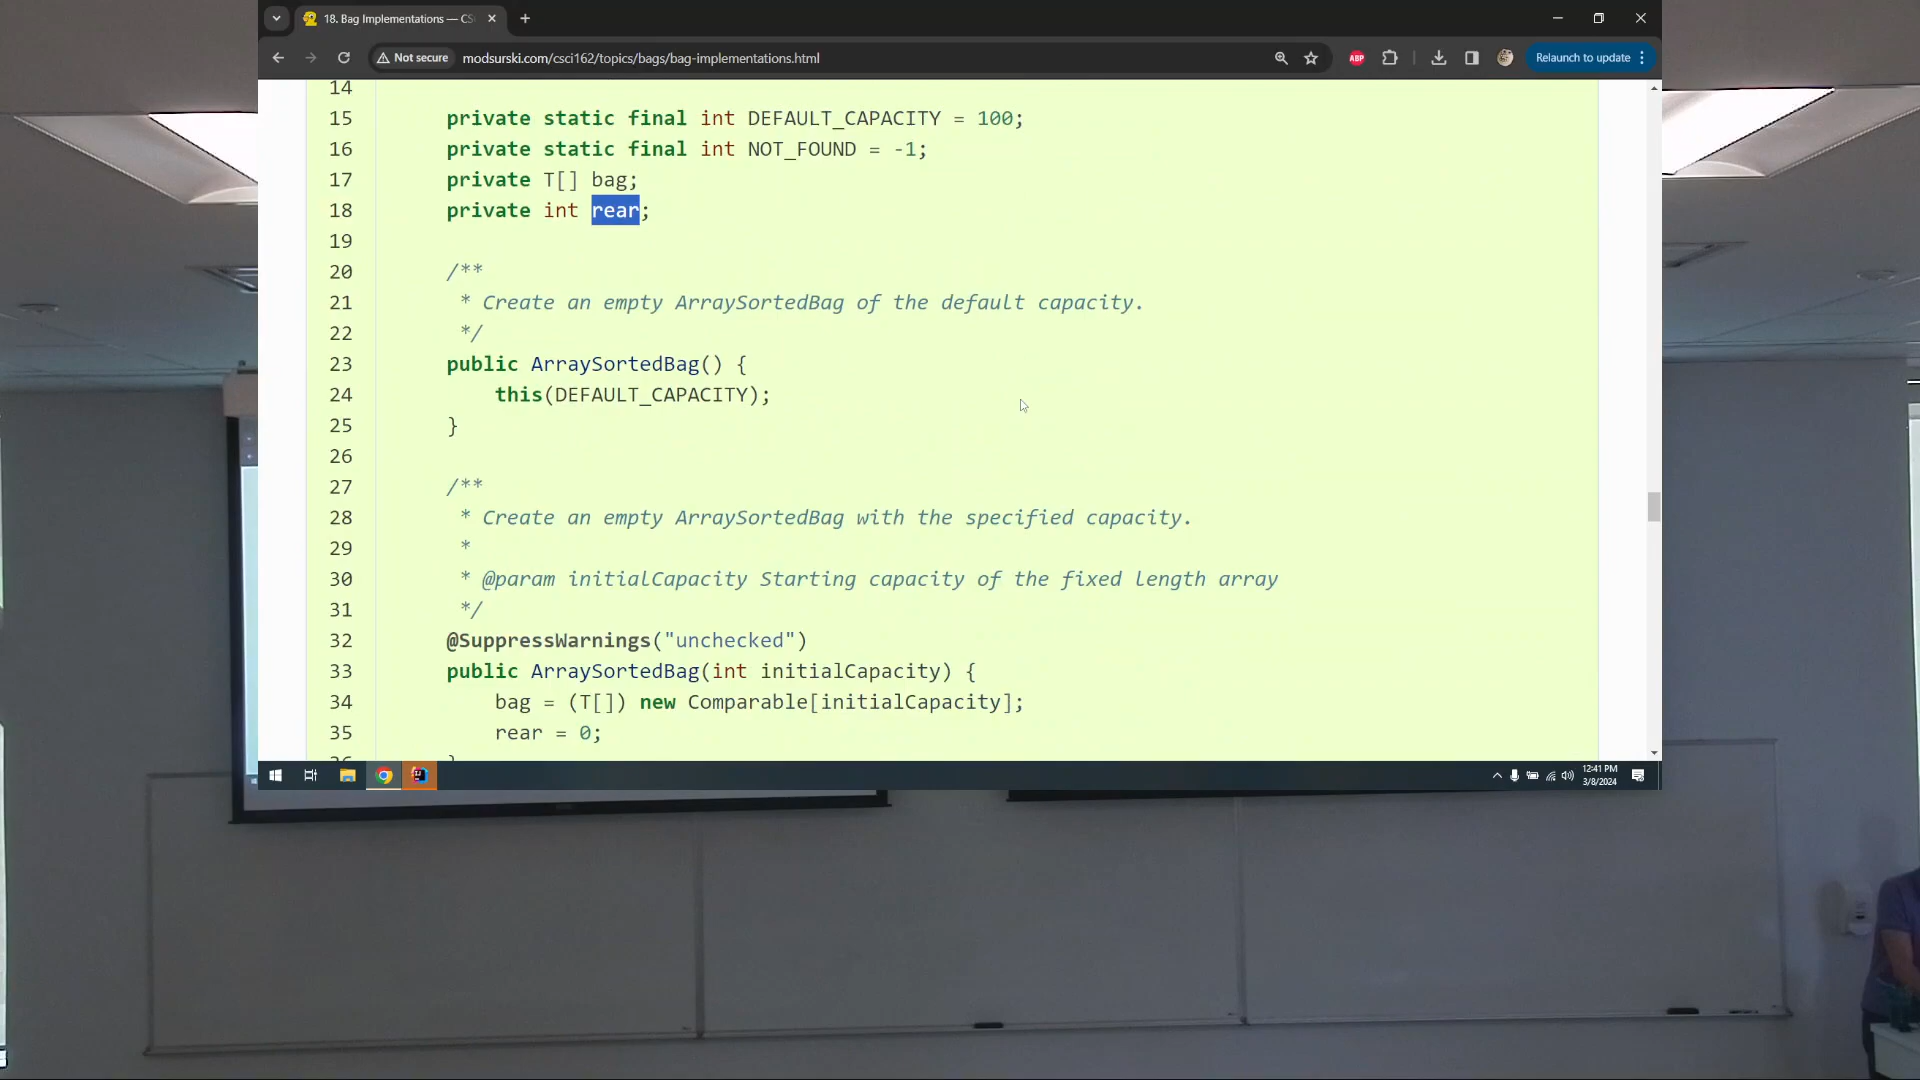 18. Bag Implementations — CS
Not secure
modsurski.com/csci162/topics/bags/bag-implementations.html
ABP
Relaunch to update
14
15 private static final int DEFAULT_CAPACITY = 100;
16 private static final int NOT_FOUND = -1;
17 private T[] bag;
18 private int rear;
19
20 /**
21 * Create an empty ArraySortedBag of the default capacity.
22 */
23 public ArraySortedBag() {
24 this(DEFAULT_CAPACITY);
25 }
26
27 /**
28 * Create an empty ArraySortedBag with the specified capacity.
29 *
30 * @param initialCapacity Starting capacity of the fixed length array
31 */
32 @SuppressWarnings("unchecked")
33 public ArraySortedBag(int initialCapacity) {
34 bag = (T[]) new Comparable[initialCapacity];
35 rear = 0;
36 }
12:41 PM
3/8/2024